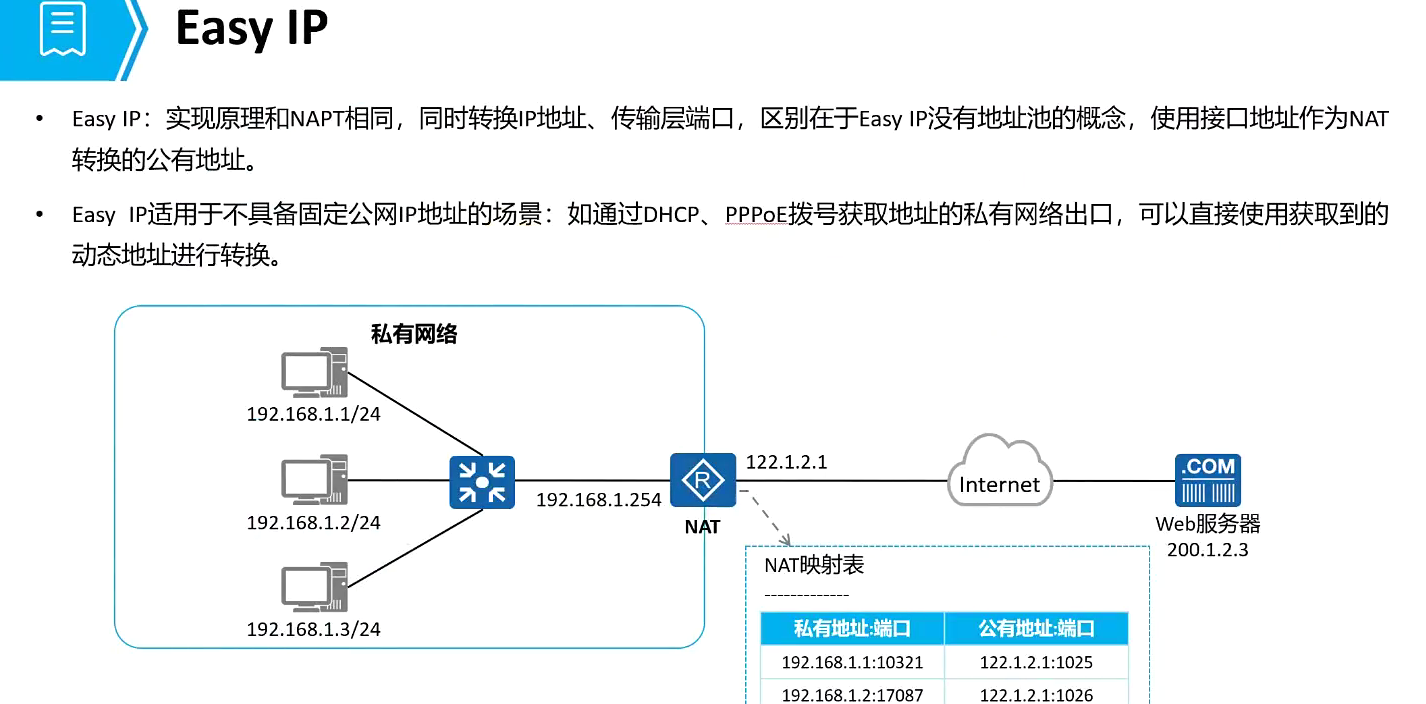 Easy IP
• Easy IP：实现原理和NAPT相同，同时转换IP地址、传输层端口，区别在于Easy IP没有地址池的概念，使用接口地址作为NAT
转换的公有地址。
• Easy IP适用于不具备固定公网IP地址的场景：如通过DHCP、PPPoE拨号获取地址的私有网络出口，可以直接使用获取到的
动态地址进行转换。
私有网络
192.168.1.1/24
192.168.1.2/24
192.168.1.3/24
192.168.1.254
R
NAT
122.1.2.1
Internet
.COM
Web服务器
200.1.2.3
NAT映射表
-------------
私有地址:端口 公有地址:端口
192.168.1.1:10321 122.1.2.1:1025
192.168.1.2:17087 122.1.2.1:1026